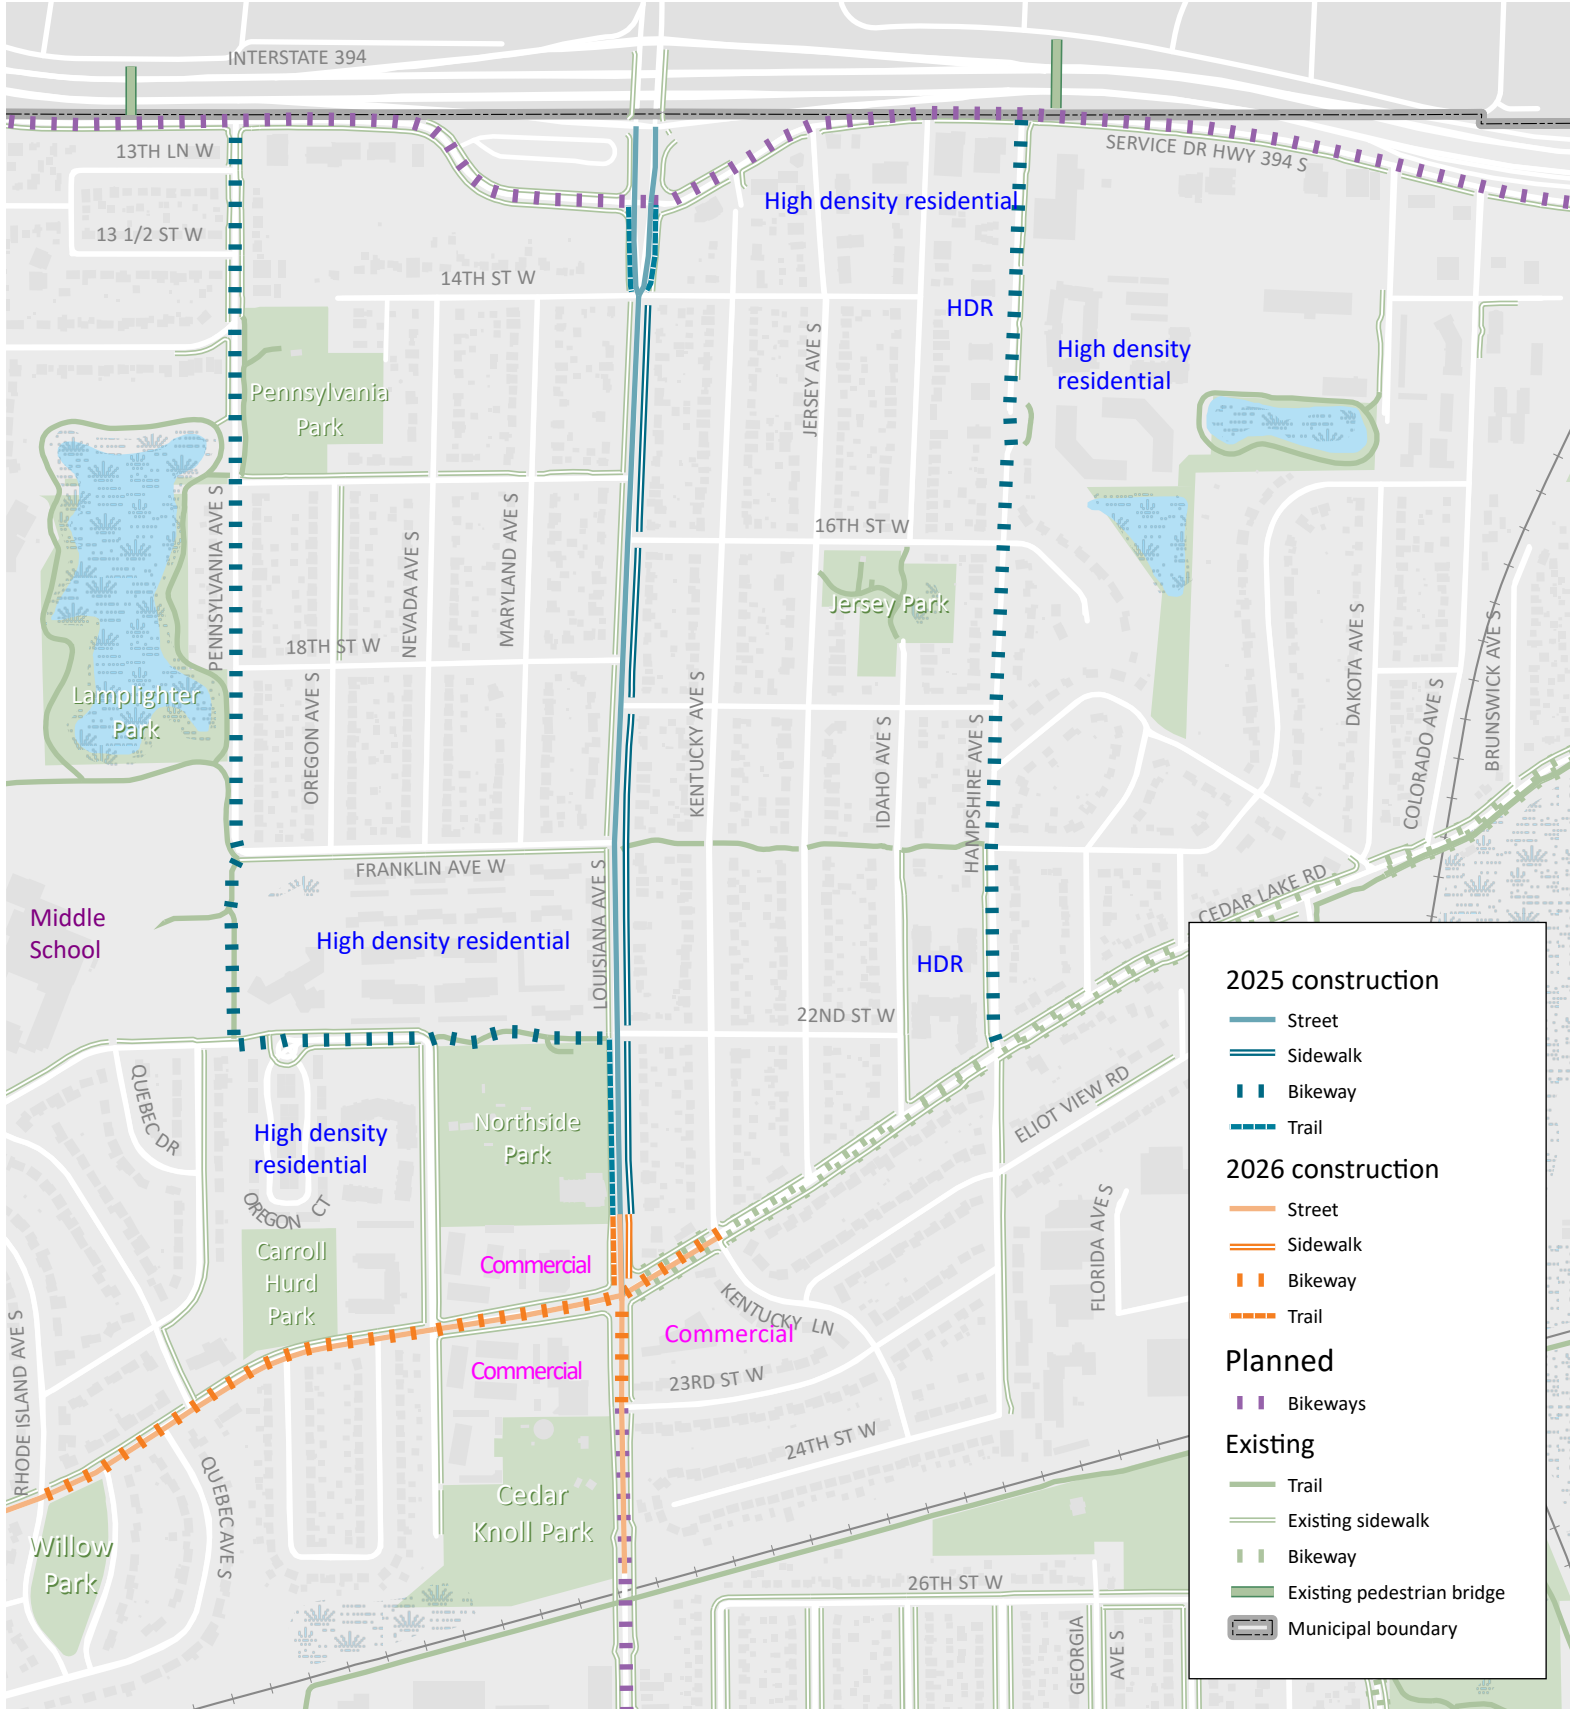 INTERSTATE 394
13TH LN W
SERVICE DR HWY 394 S
High density residential
13 1/2 ST W
14TH ST W
HDR
JERSEY AVE S
High density
residential
Pennsylvania
Park
PENNSYLVANIA AVE S
NEVADA AVE S
MARYLAND AVE S
16TH ST W
Jersey Park
18TH ST W
OREGON AVE S
Lamplighter
Park
KENTUCKY AVE S
IDAHO AVE S
HAMPSHIRE AVE S
DAKOTA AVE S
COLORADO AVE S
BRUNSWICK AVE S
FRANKLIN AVE W
LOUISIANA AVE S
CEDAR LAKE RD
Middle
School
High density residential
HDR
22ND ST W
QUEBEC DR
High density
residential
OREGON CT
Northside
Park
ELIOT VIEW RD
FLORIDA AVE S
Carroll
Hurd
Park
Commercial
KENTUCKY LN
Commercial
Commercial
23RD ST W
24TH ST W
RHODE ISLAND AVE S
QUEBEC AVE S
Cedar
Knoll Park
Willow
Park
26TH ST W
GEORGIA
AVE S
2025 construction
Street
Sidewalk
Bikeway
Trail
2026 construction
Street
Sidewalk
Bikeway
Trail
Planned
Bikeways
Existing
Trail
Existing sidewalk
Bikeway
Existing pedestrian bridge
Municipal boundary